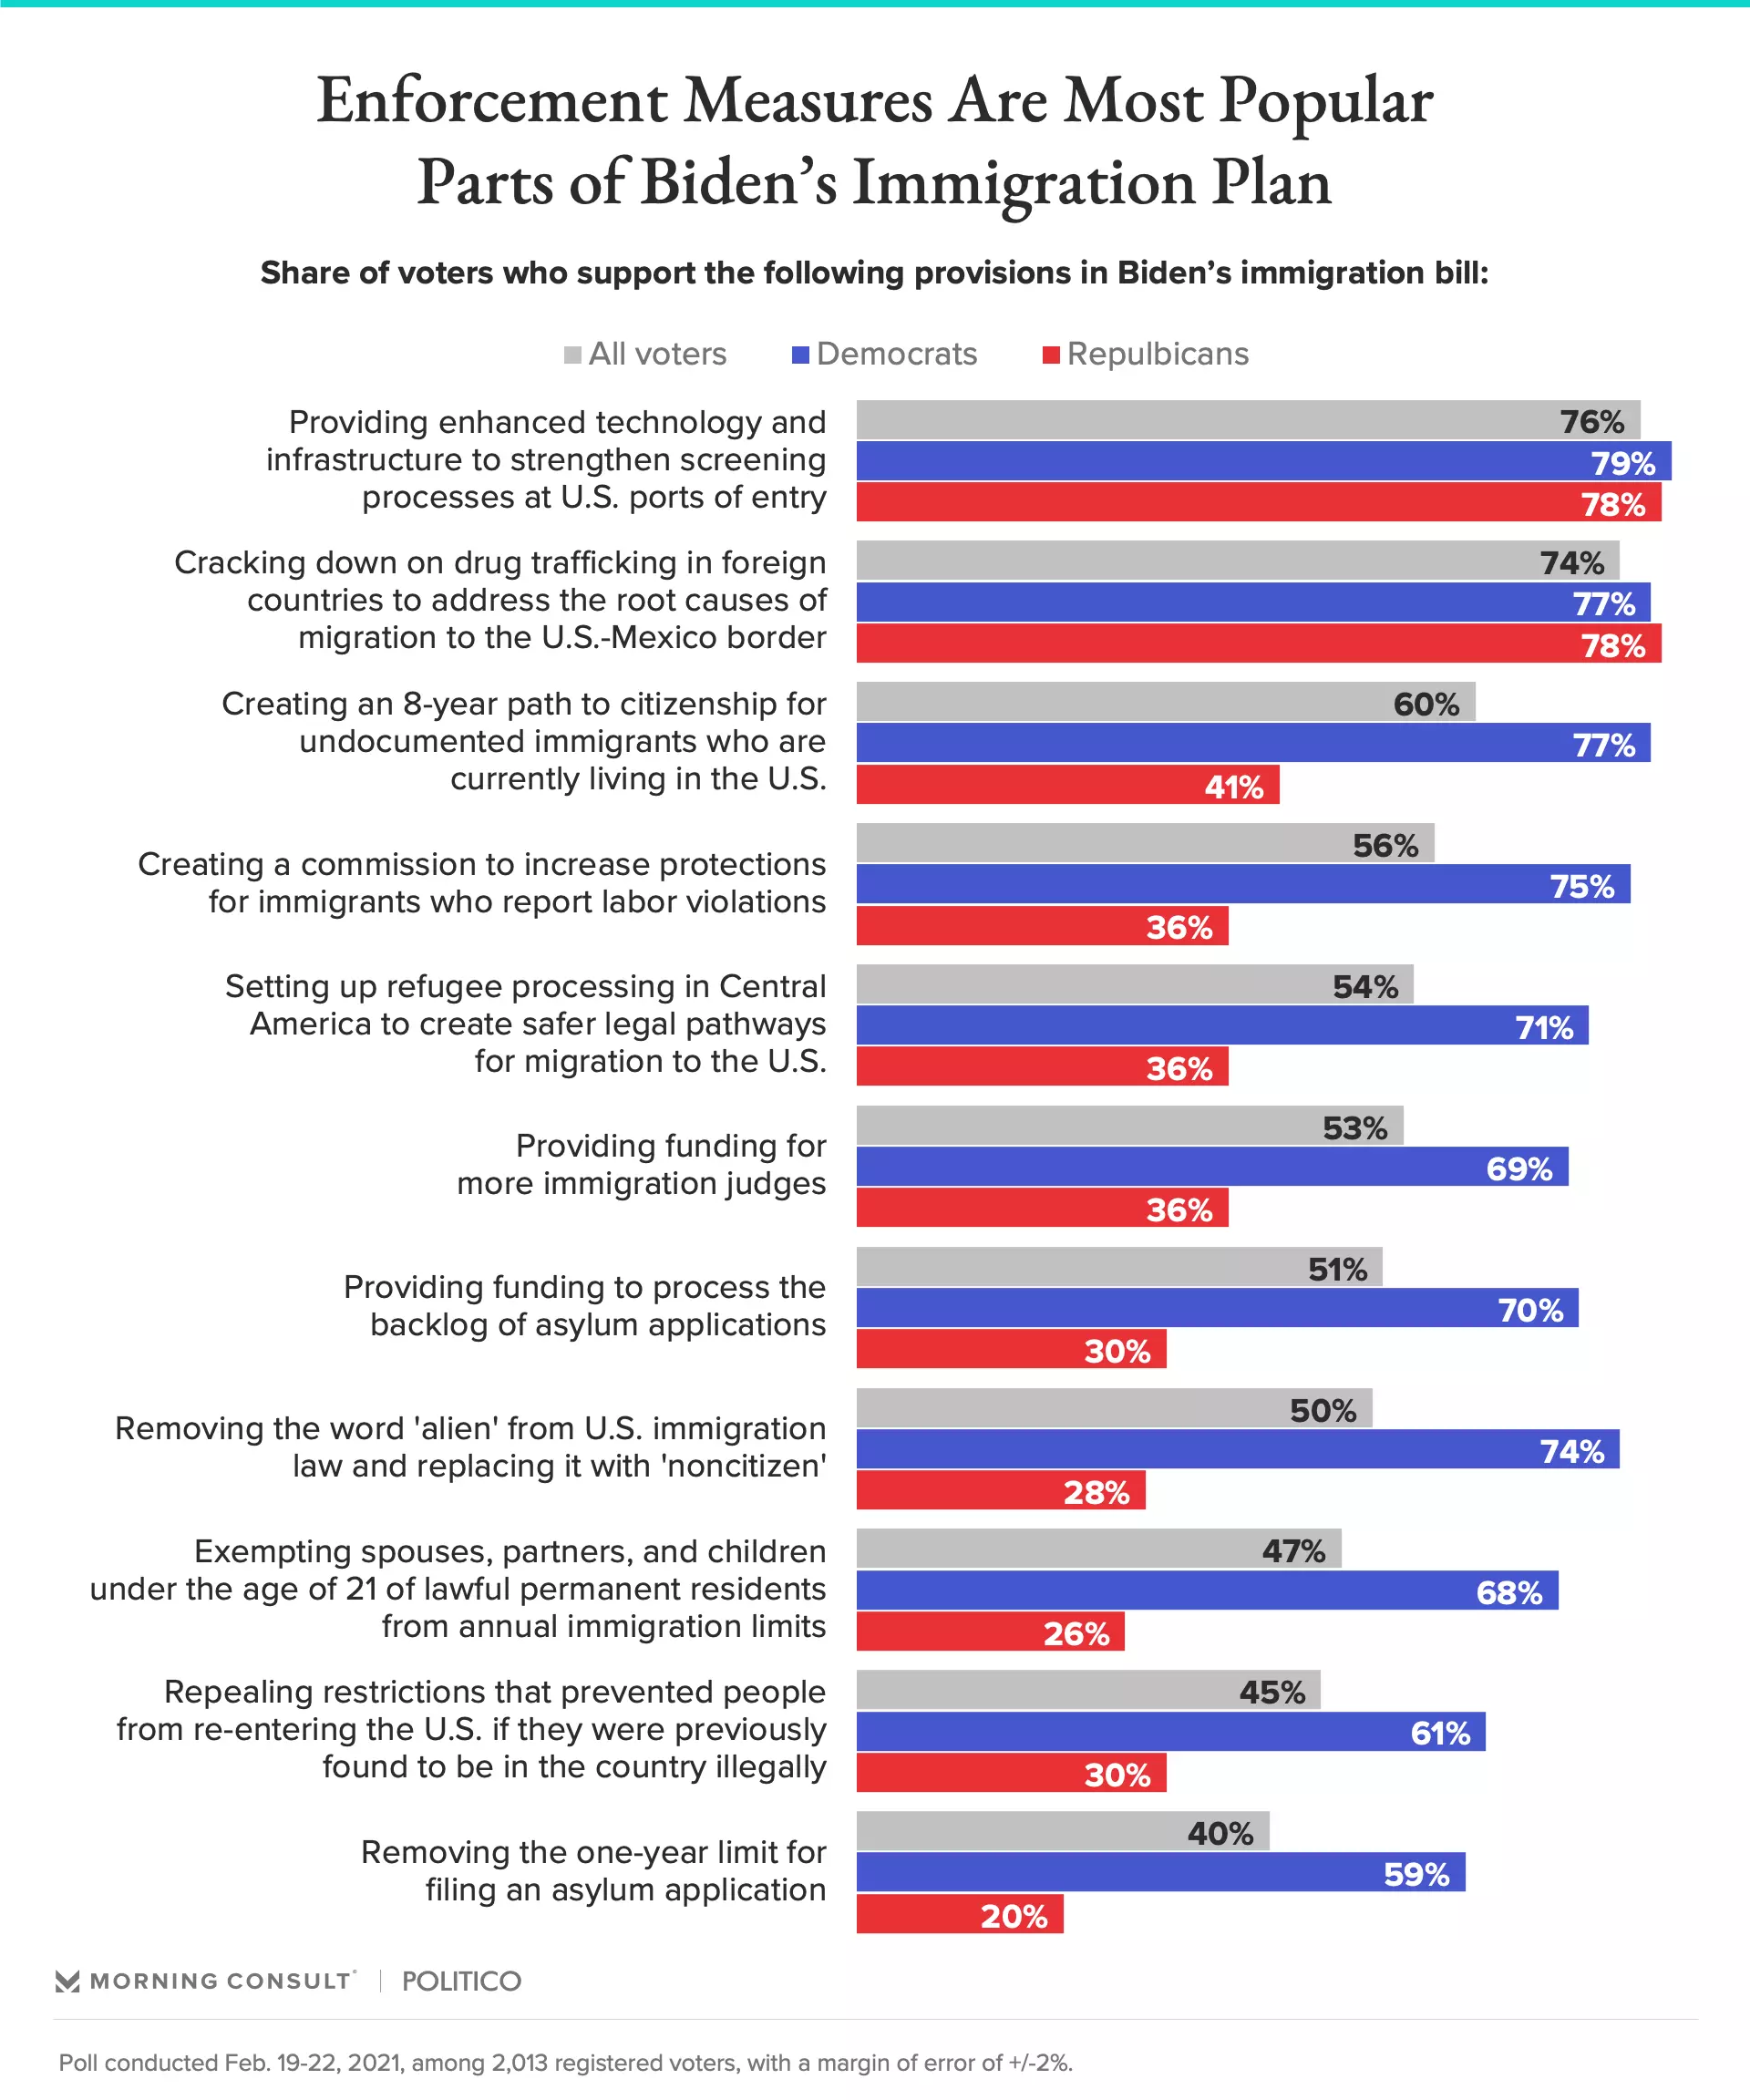 Enforcement Measures Are Most Popular
Parts of Biden’s Immigration Plan
Share of voters who support the following provisions in Biden’s immigration bill:
All voters Democrats Repulbicans
Providing enhanced technology and
infrastructure to strengthen screening
processes at U.S. ports of entry
76%
79%
78%
Cracking down on drug trafficking in foreign
countries to address the root causes of
migration to the U.S.-Mexico border
74%
77%
78%
Creating an 8-year path to citizenship for
undocumented immigrants who are
currently living in the U.S.
60%
77%
41%
Creating a commission to increase protections
for immigrants who report labor violations
56%
75%
36%
Setting up refugee processing in Central
America to create safer legal pathways
for migration to the U.S.
54%
71%
36%
Providing funding for
more immigration judges
53%
69%
36%
Providing funding to process the
backlog of asylum applications
51%
70%
30%
Removing the word 'alien' from U.S. immigration
law and replacing it with 'noncitizen'
50%
74%
28%
Exempting spouses, partners, and children
under the age of 21 of lawful permanent residents
from annual immigration limits
47%
68%
26%
Repealing restrictions that prevented people
from re-entering the U.S. if they were previously
found to be in the country illegally
45%
61%
30%
Removing the one-year limit for
filing an asylum application
40%
59%
20%
MORNING CONSULT | POLITICO
Poll conducted Feb. 19-22, 2021, among 2,013 registered voters, with a margin of error of +/-2%.